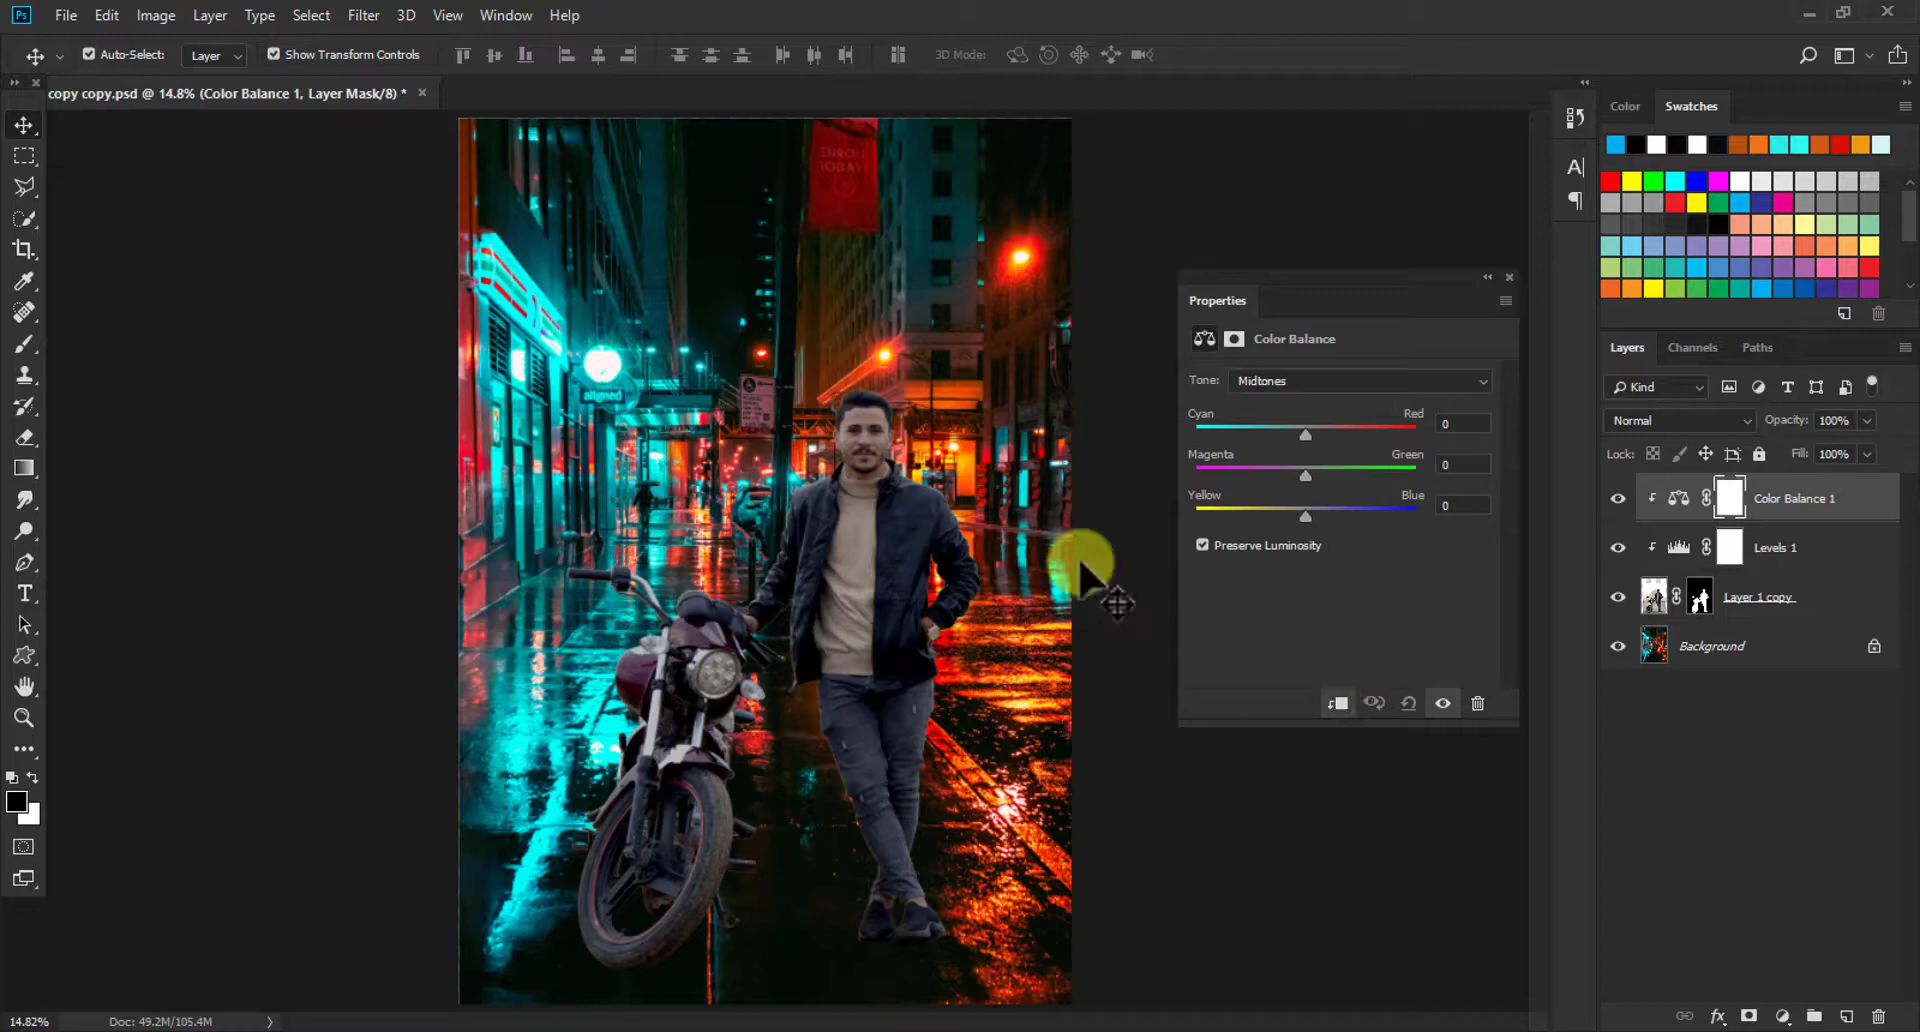 Ps File Edit Image Layer Type Select Filter 3D View Window Help
Auto-Select: Layer Show Transform Controls 3D Mode:
copy copy.psd @ 14.8% (Color Balance 1, Layer Mask/8) *
Color Swatches
ENROLL
TODAY!
aligned
Properties
Color Balance
Tone: Midtones
Cyan Red 0
Magenta Green 0
Yellow Blue 0
Preserve Luminosity
Layers Channels Paths
Kind
Normal Opacity: 100%
Lock: Fill: 100%
Color Balance 1
Levels 1
Layer 1 copy
Background
14.82% Doc: 49.2M/105.4M